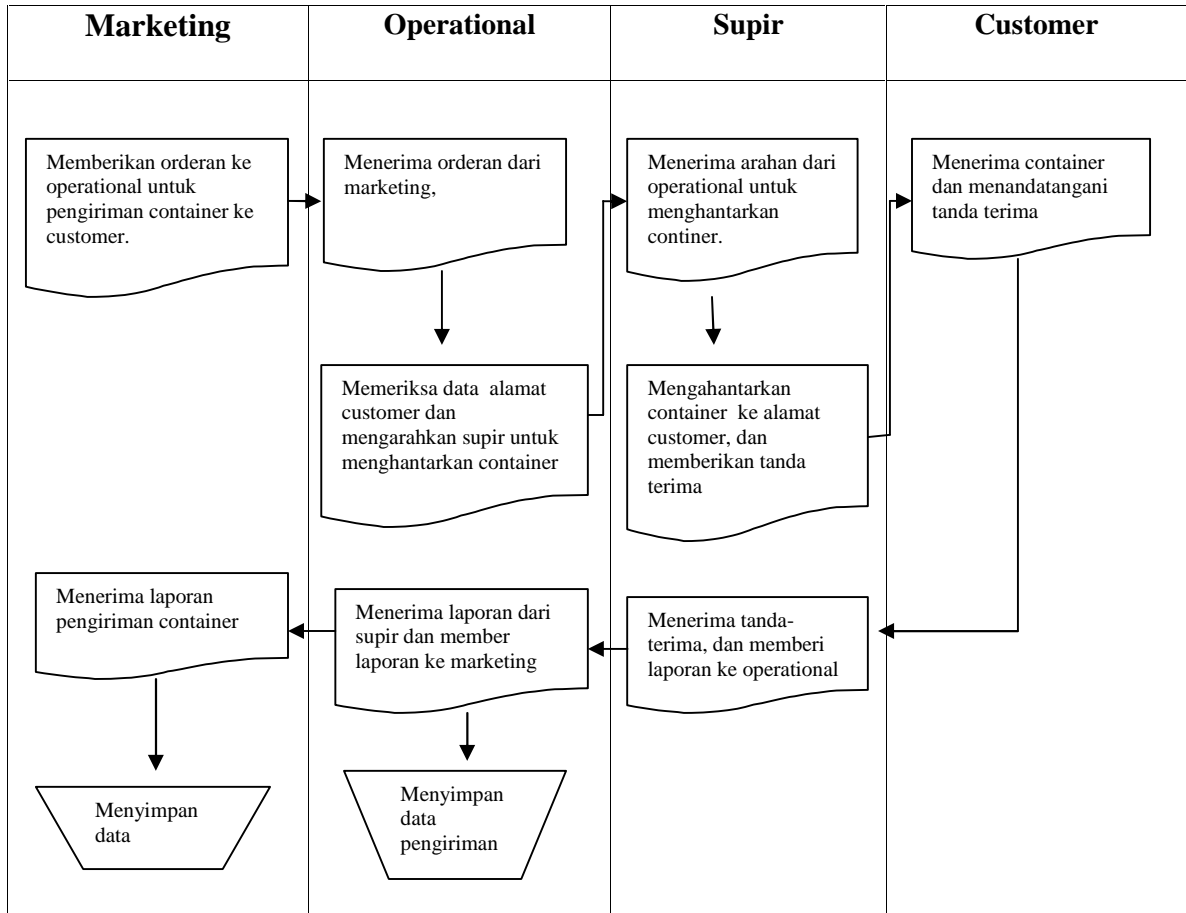 Marketing
Operational
Supir
Customer
Memberikan orderan ke
operational untuk
pengiriman container ke
customer.
Menerima orderan dari
marketing,
Menerima arahan dari
operational untuk
menghantarkan
continer.
Menerima container
dan menandatangani
tanda terima
Memeriksa data alamat
customer dan
mengarahkan supir untuk
menghantarkan container
Mengahantarkan
container ke alamat
customer, dan
memberikan tanda
terima
Menerima laporan
pengiriman container
Menerima laporan dari
supir dan member
laporan ke marketing
Menerima tanda-
terima, dan memberi
laporan ke operational
Menyimpan
data
Menyimpan
data
pengiriman